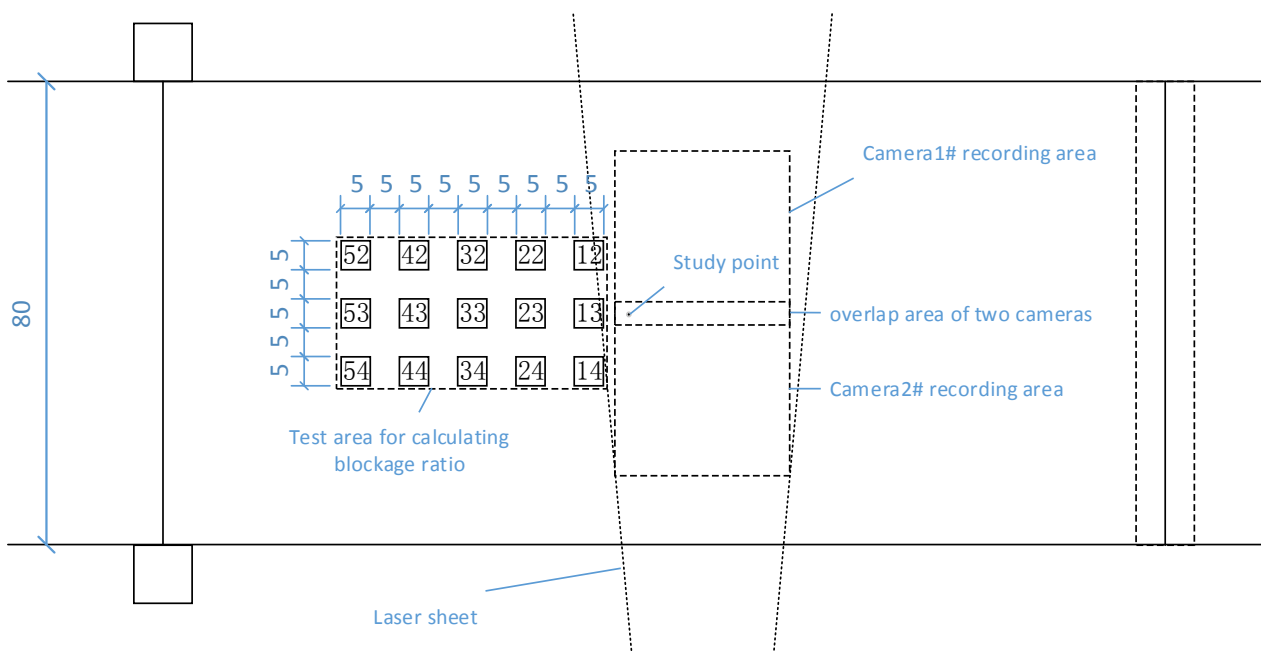 Camera1# recording area
5 5 5 5 5 5 5 5 5
Study point
5
5
5
5
5
52 42 32 22 12
53 43 33 23 13
54 44 34 24 14
80
overlap area of two cameras
Camera2# recording area
Test area for calculating
blockage ratio
Laser sheet